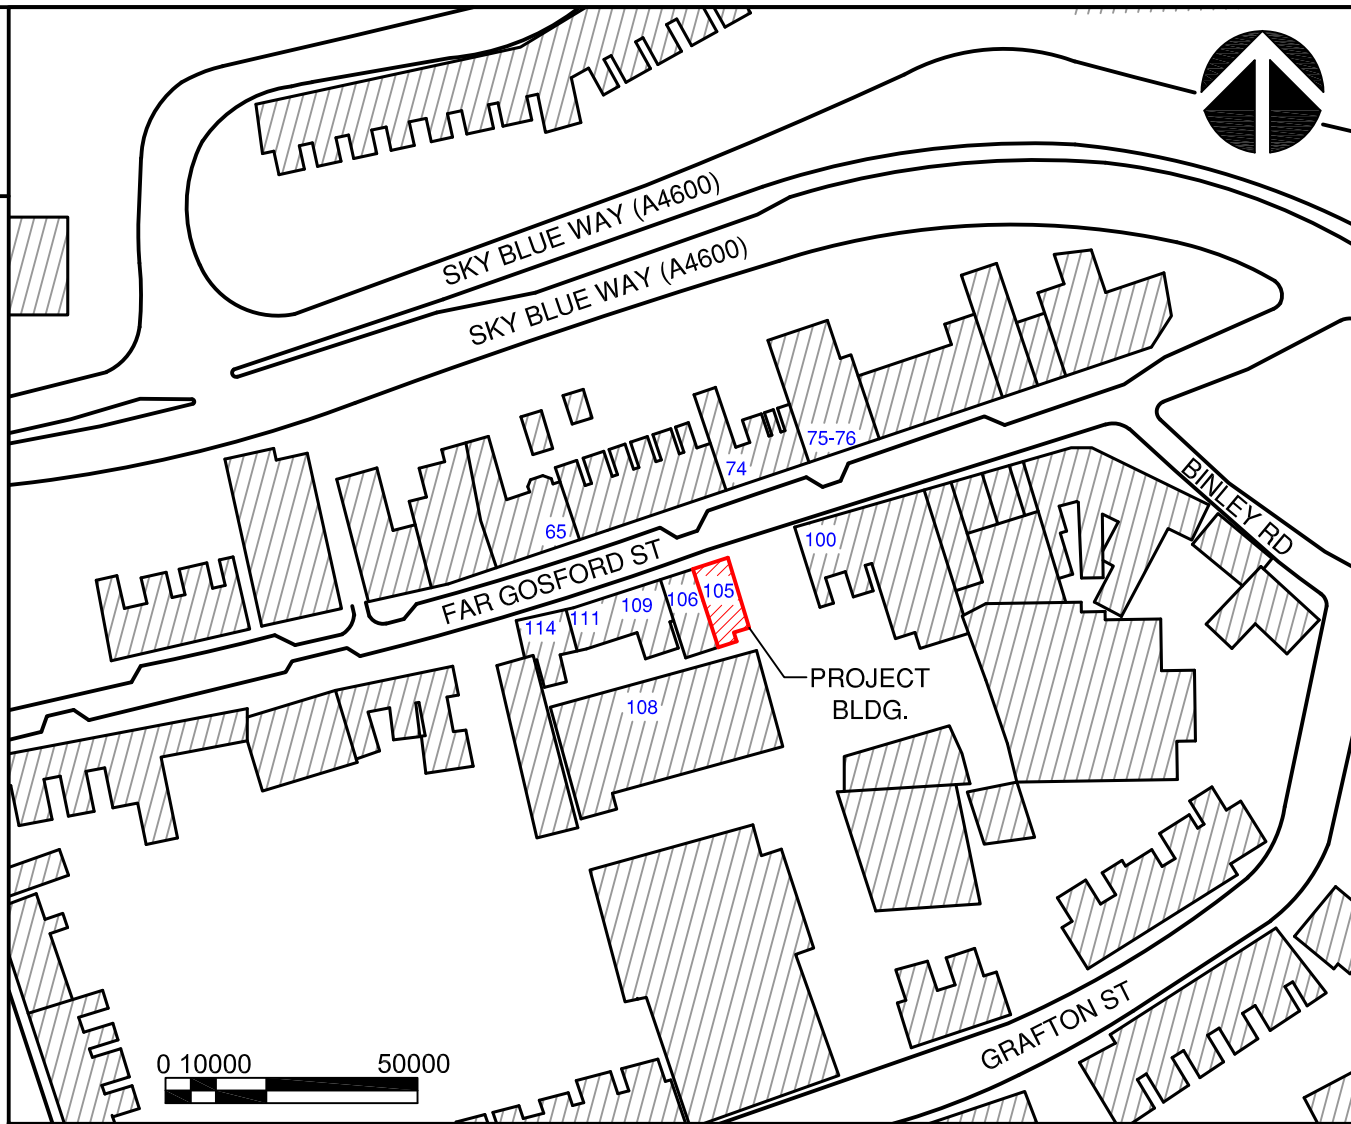 SKY BLUE WAY (A4600)
SKY BLUE WAY (A4600)
75-76
74
65
BINLEY RD
100
FAR GOSFORD ST
105
106
109
111
114
PROJECT
BLDG.
108
GRAFTON ST
0 10000 50000